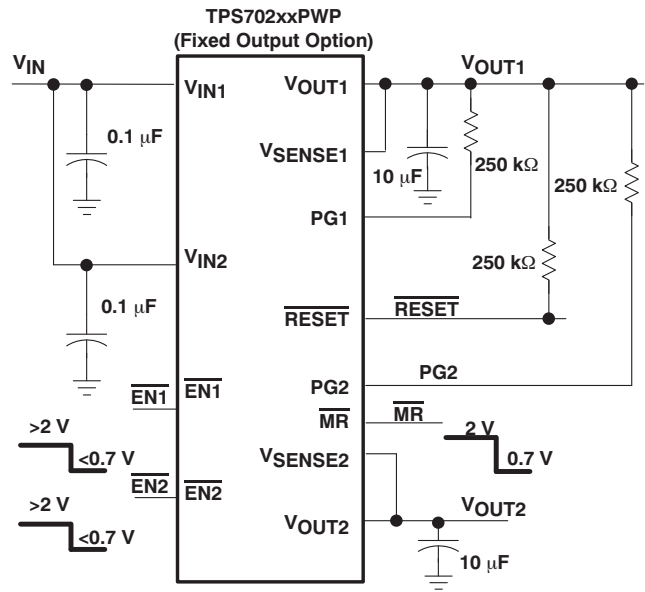 TPS702xxPWP
(Fixed Output Option)
VIN
VIN1
VOUT1
VOUT1
0.1 μF
VSENSE1
10 μF
250 kΩ
250 kΩ
PG1
VIN2
250 kΩ
0.1 μF
RESET
RESET
PG2
PG2
EN1
EN1
MR
MR
>2 V
<0.7 V
2 V
0.7 V
VSENSE2
EN2
EN2
>2 V
<0.7 V
VOUT2
VOUT2
10 μF